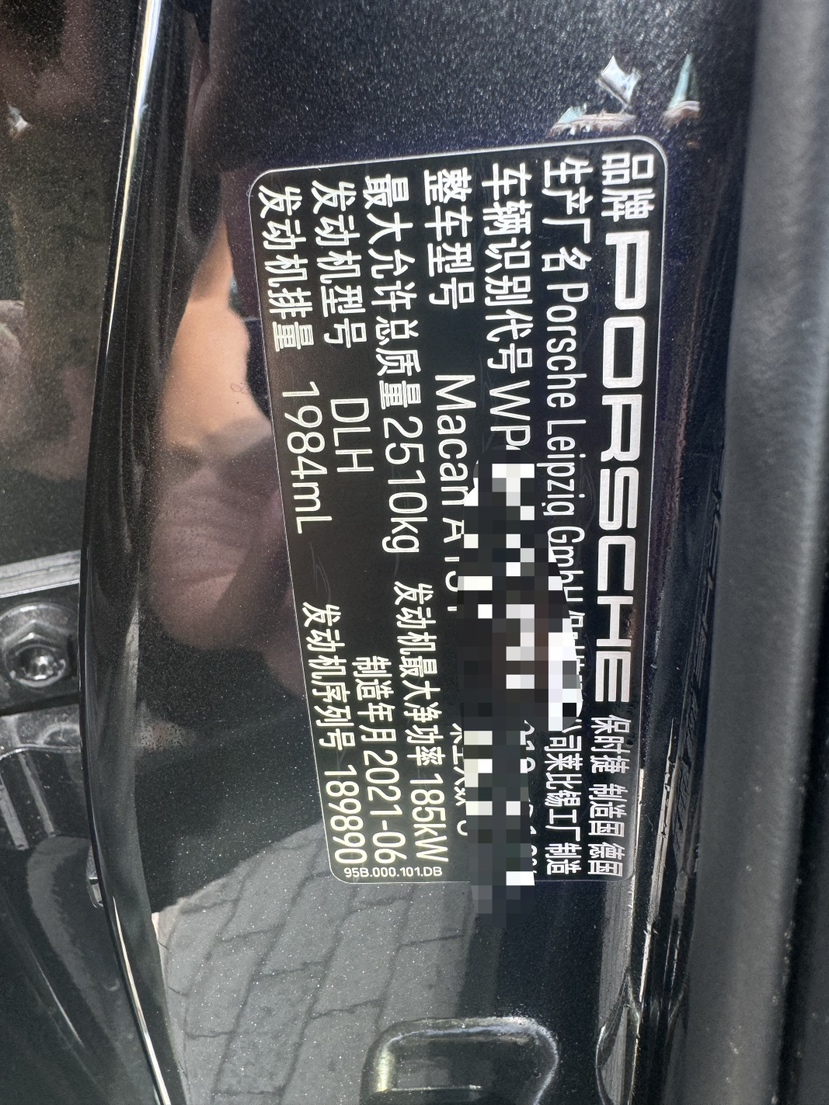 品牌 PORSCHE 保时捷 制造国 德国
生产厂名 Porsche Leipzig GmbH 公司莱比锡工厂制造
车辆识别代号 WP
整车型号 Macan
最大允许总质量 2510kg 发动机最大净功率 185kW
发动机型号 DLH 制造年月 2021-06
发动机排量 1984mL 发动机序列号 189890
95B.000.101.DB